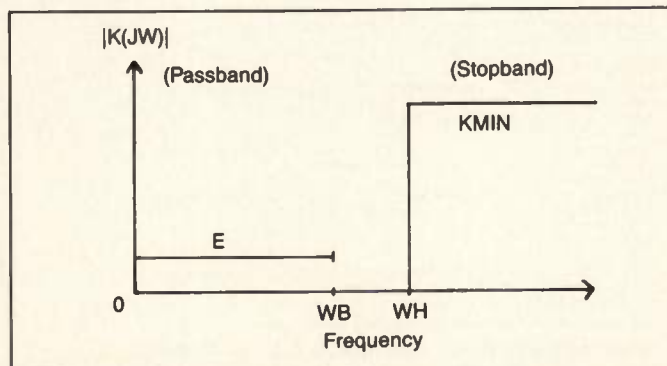 |K(JW)|
(Passband)
(Stopband)
KMIN
E
0
WB
WH
Frequency